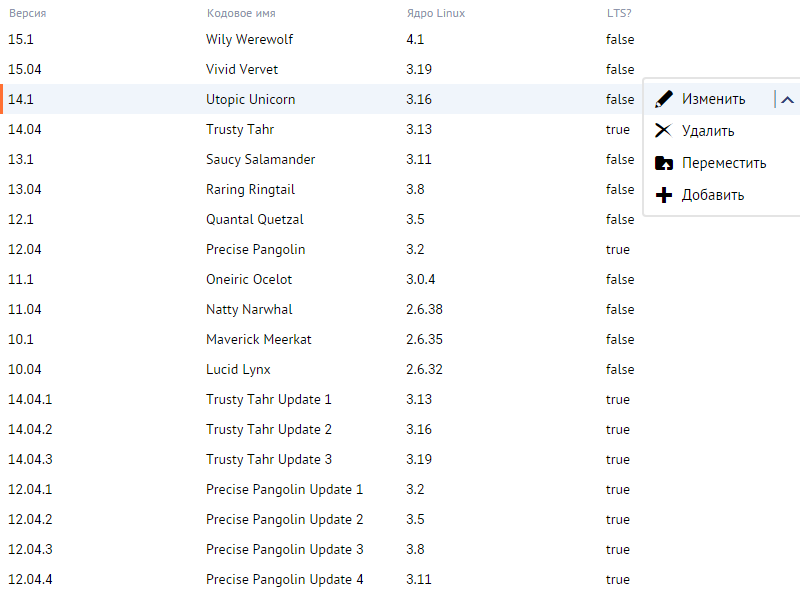 Версия Кодовое имя Ядро Linux LTS?
15.1 Wily Werewolf 4.1 false
15.04 Vivid Vervet 3.19 false
14.1 Utopic Unicorn 3.16 false Изменить
14.04 Trusty Tahr 3.13 true Удалить
13.1 Saucy Salamander 3.11 false Переместить
13.04 Raring Ringtail 3.8 false Добавить
12.1 Quantal Quetzal 3.5 false
12.04 Precise Pangolin 3.2 true
11.1 Oneiric Ocelot 3.0.4 false
11.04 Natty Narwhal 2.6.38 false
10.1 Maverick Meerkat 2.6.35 false
10.04 Lucid Lynx 2.6.32 false
14.04.1 Trusty Tahr Update 1 3.13 true
14.04.2 Trusty Tahr Update 2 3.16 true
14.04.3 Trusty Tahr Update 3 3.19 true
12.04.1 Precise Pangolin Update 1 3.2 true
12.04.2 Precise Pangolin Update 2 3.5 true
12.04.3 Precise Pangolin Update 3 3.8 true
12.04.4 Precise Pangolin Update 4 3.11 true